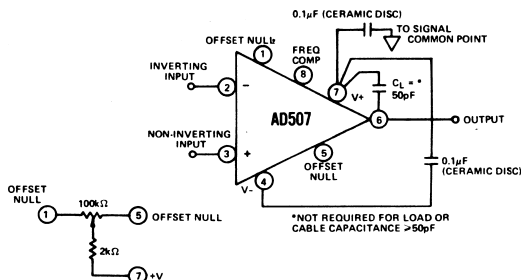 0.1μF (CERAMIC DISC)
TO SIGNAL
COMMON POINT
OFFSET NULL
1
FREQ
COMP
8
INVERTING
INPUT
2
−
7
V+
CL = *
50pF
AD507
6
OUTPUT
NON-INVERTING
INPUT
3
+
5
OFFSET
NULL
4
V-
0.1μF
(CERAMIC DISC)
*NOT REQUIRED FOR LOAD OR
CABLE CAPACITANCE ≥50pF
OFFSET
NULL
100kΩ
1
5
OFFSET NULL
2kΩ
7
+V